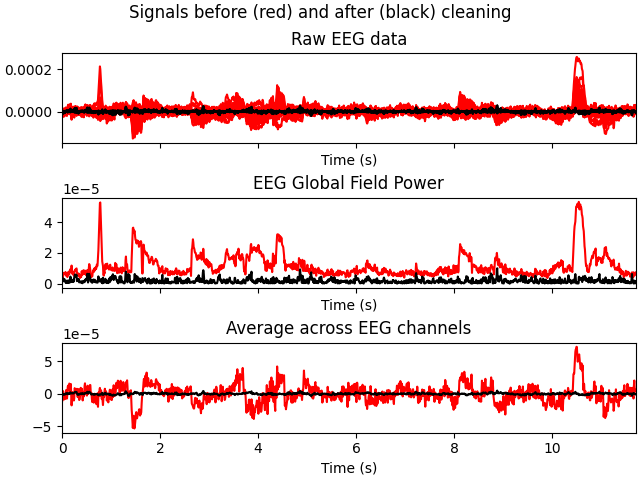 Signals before (red) and after (black) cleaning
Raw EEG data
0.0002
0.0000
Time (s)
EEG Global Field Power
1e−5
4
2
0
Time (s)
Average across EEG channels
1e−5
5
0
−5
0 2 4 6 8 10
Time (s)